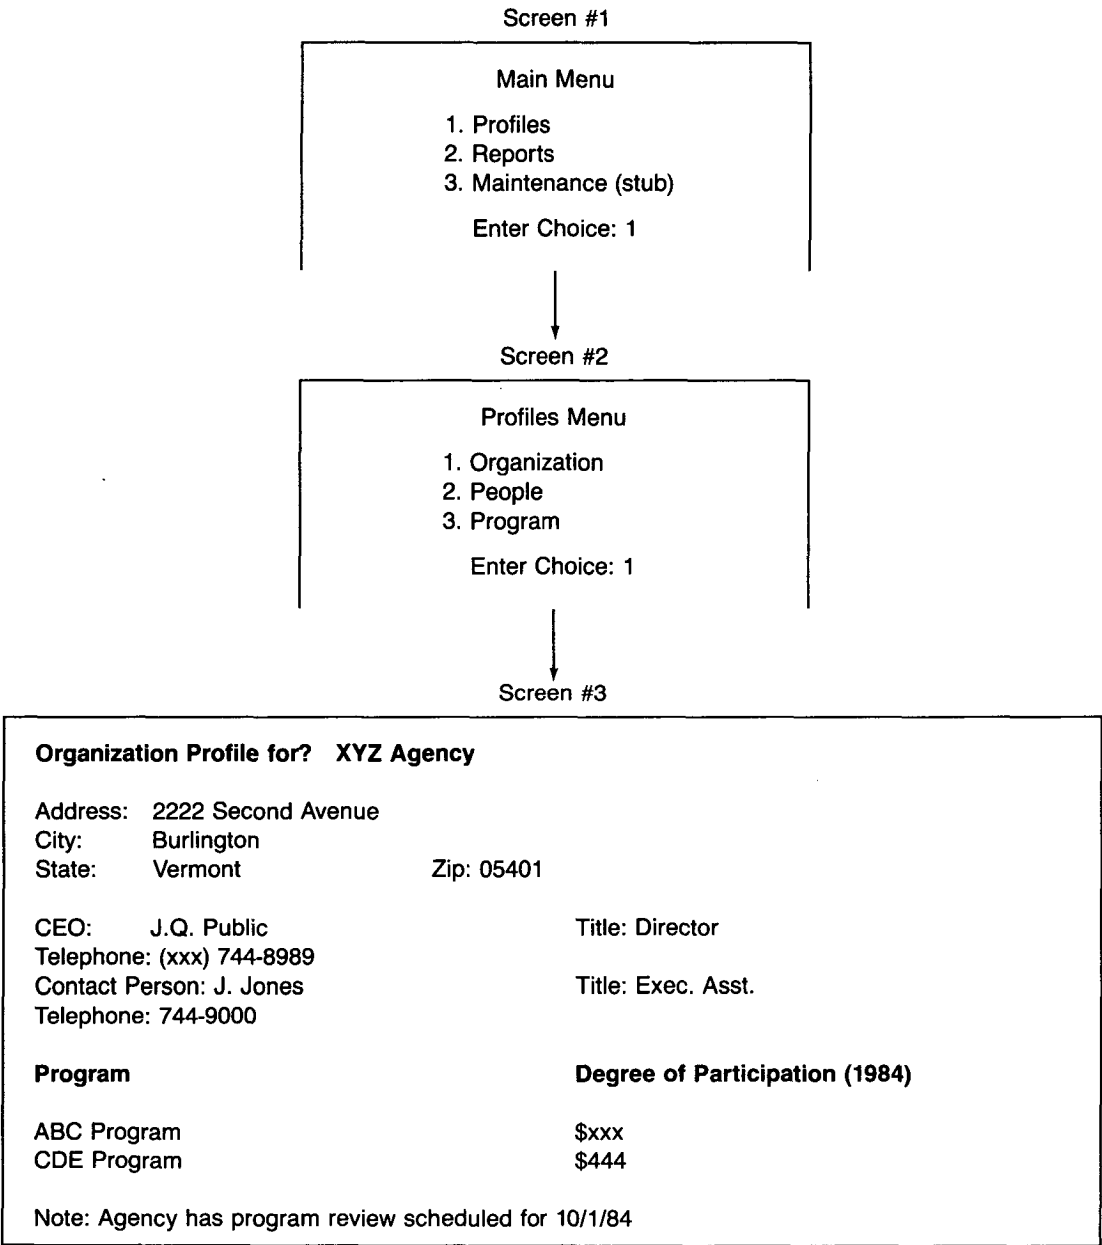 Screen #1
Main Menu
1. Profiles
2. Reports
3. Maintenance (stub)
Enter Choice: 1
Screen #2
Profiles Menu
1. Organization
2. People
3. Program
Enter Choice: 1
Screen #3
Organization Profile for? XYZ Agency
Address: 2222 Second Avenue
City: Burlington
State: Vermont Zip: 05401
CEO: J.Q. Public Title: Director
Telephone: (xxx) 744-8989
Contact Person: J. Jones Title: Exec. Asst.
Telephone: 744-9000
Program Degree of Participation (1984)
ABC Program $xxx
CDE Program $444
Note: Agency has program review scheduled for 10/1/84